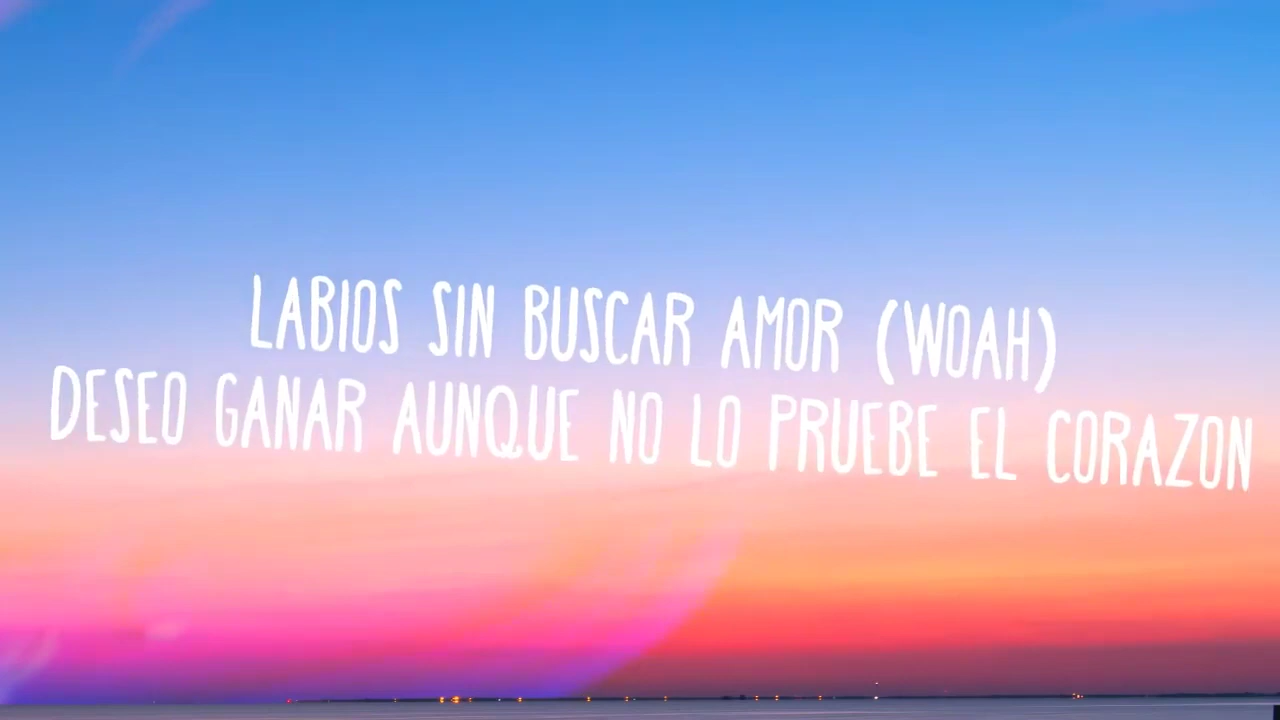 LABIOS SIN BUSCAR AMOR (WOAH)
DESEO GANAR AUNQUE NO LO PRUEBE EL CORAZON